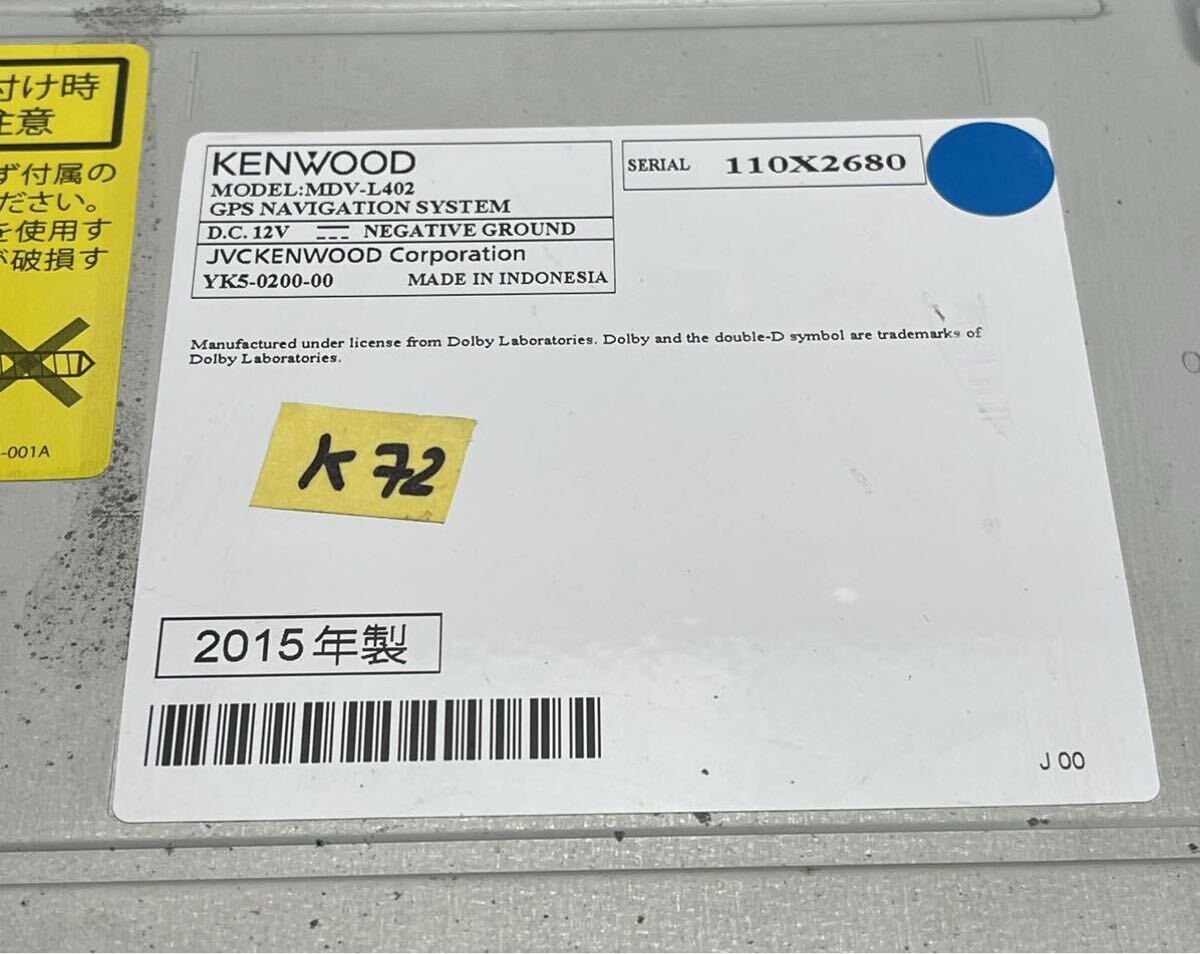 付け時
注意
ず付属の
ださい。
を使用す
が破損す
-001A
KENWOOD
MODEL:MDV-L402
GPS NAVIGATION SYSTEM
D.C. 12V NEGATIVE GROUND
JVCKENWOOD Corporation
YK5-0200-00 MADE IN INDONESIA
SERIAL 110X2680
Manufactured under license from Dolby Laboratories. Dolby and the double-D symbol are trademarks of
Dolby Laboratories.
K 72
2015年製
J 00